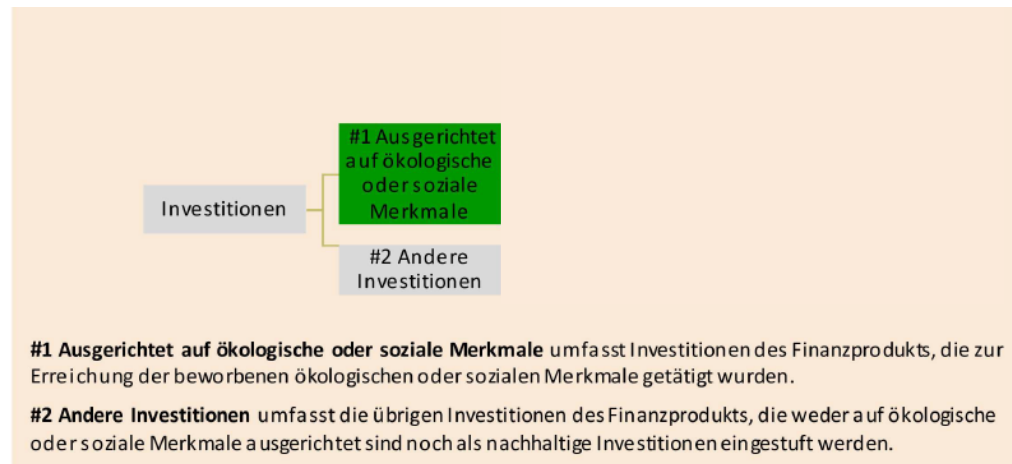 #1 Ausgerichtet
auf ökologische
oder soziale
Merkmale
Investitionen
#2 Andere
Investitionen
#1 Ausgerichtet auf ökologische oder soziale Merkmale umfasst Investitionen des Finanzprodukts, die zur
Erreichung der beworbenen ökologischen oder sozialen Merkmale getätigt wurden.
#2 Andere Investitionen umfasst die übrigen Investitionen des Finanzprodukts, die weder auf ökologische
oder soziale Merkmale ausgerichtet sind noch als nachhaltige Investitionen eingestuft werden.